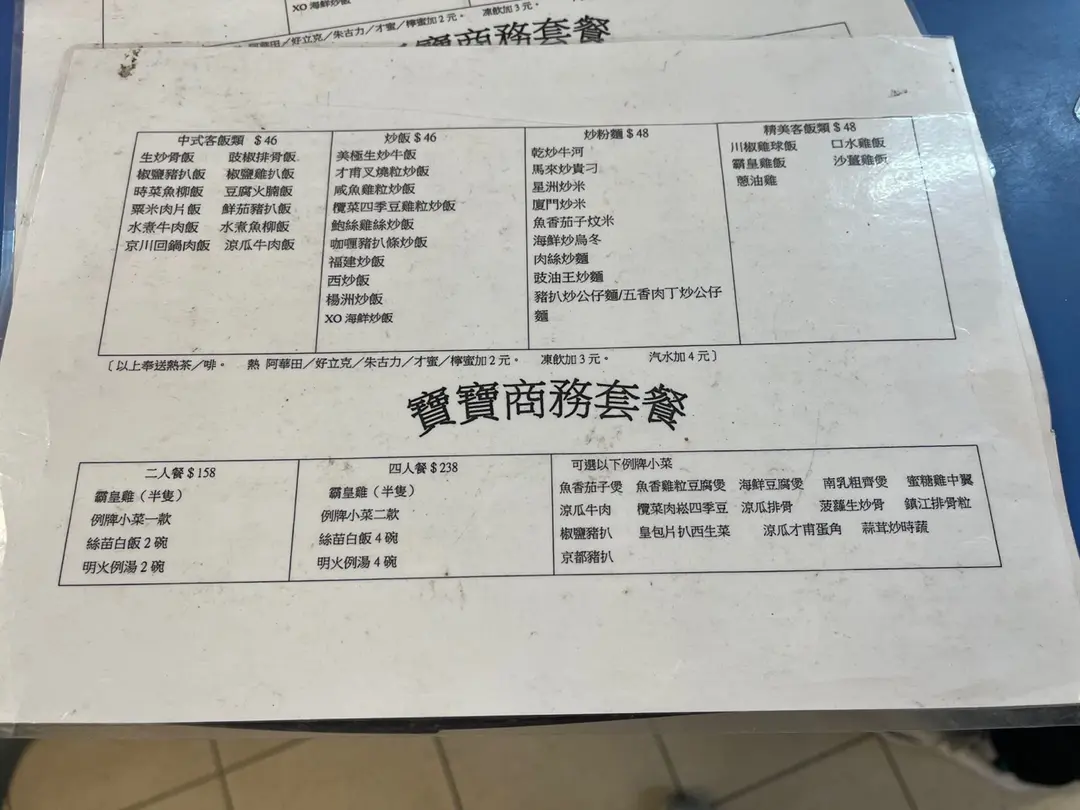 XO 海鮮炒飯
阿華田／好立克／朱古力／才蜜／檸蜜加 2 元。 凍飲加 3 元。
寶商務套餐
中式客飯類 $ 46
生炒骨飯 豉椒排骨飯
椒鹽豬扒飯 椒鹽雞扒飯
時菜魚柳飯 豆腐火腩飯
粟米肉片飯 鮮茄豬扒飯
水煮牛肉飯 水煮魚柳飯
京川回鍋肉飯 涼瓜牛肉飯
炒飯 $ 46
美極生炒牛飯
才甫叉燒粒炒飯
咸魚雞粒炒飯
欖菜四季豆雞粒炒飯
鮑絲雞絲炒飯
咖喱豬扒條炒飯
福建炒飯
西炒飯
楊洲炒飯
XO 海鮮炒飯
炒粉麵 $ 48
乾炒牛河
馬來炒貴刁
星洲炒米
廈門炒米
魚香茄子炆米
海鮮炒烏冬
肉絲炒麵
豉油王炒麵
豬扒炒公仔麵/五香肉丁炒公仔
麵
精美客飯類 $ 48
川椒雞球飯 口水雞飯
霸皇雞飯 沙薑雞飯
蔥油雞
〔以上奉送熱茶／啡。 熱 阿華田／好立克／朱古力／才蜜／檸蜜加 2 元。 凍飲加 3 元。 汽水加 4 元〕
寶寶商務套餐
二人餐 $ 158
霸皇雞（半隻）
例牌小菜一款
絲苗白飯 2 碗
明火例湯 2 碗
四人餐 $ 238
霸皇雞（半隻）
例牌小菜二款
絲苗白飯 4 碗
明火例湯 4 碗
可選以下例牌小菜
魚香茄子煲 魚香雞粒豆腐煲 海鮮豆腐煲 南乳粗齊煲 蜜糖雞中翼
涼瓜牛肉 欖菜肉崧四季豆 涼瓜排骨 菠蘿生炒骨 鎮江排骨粒
椒鹽豬扒 皇包片扒西生菜 涼瓜才甫蛋角 蒜茸炒時蔬
京都豬扒